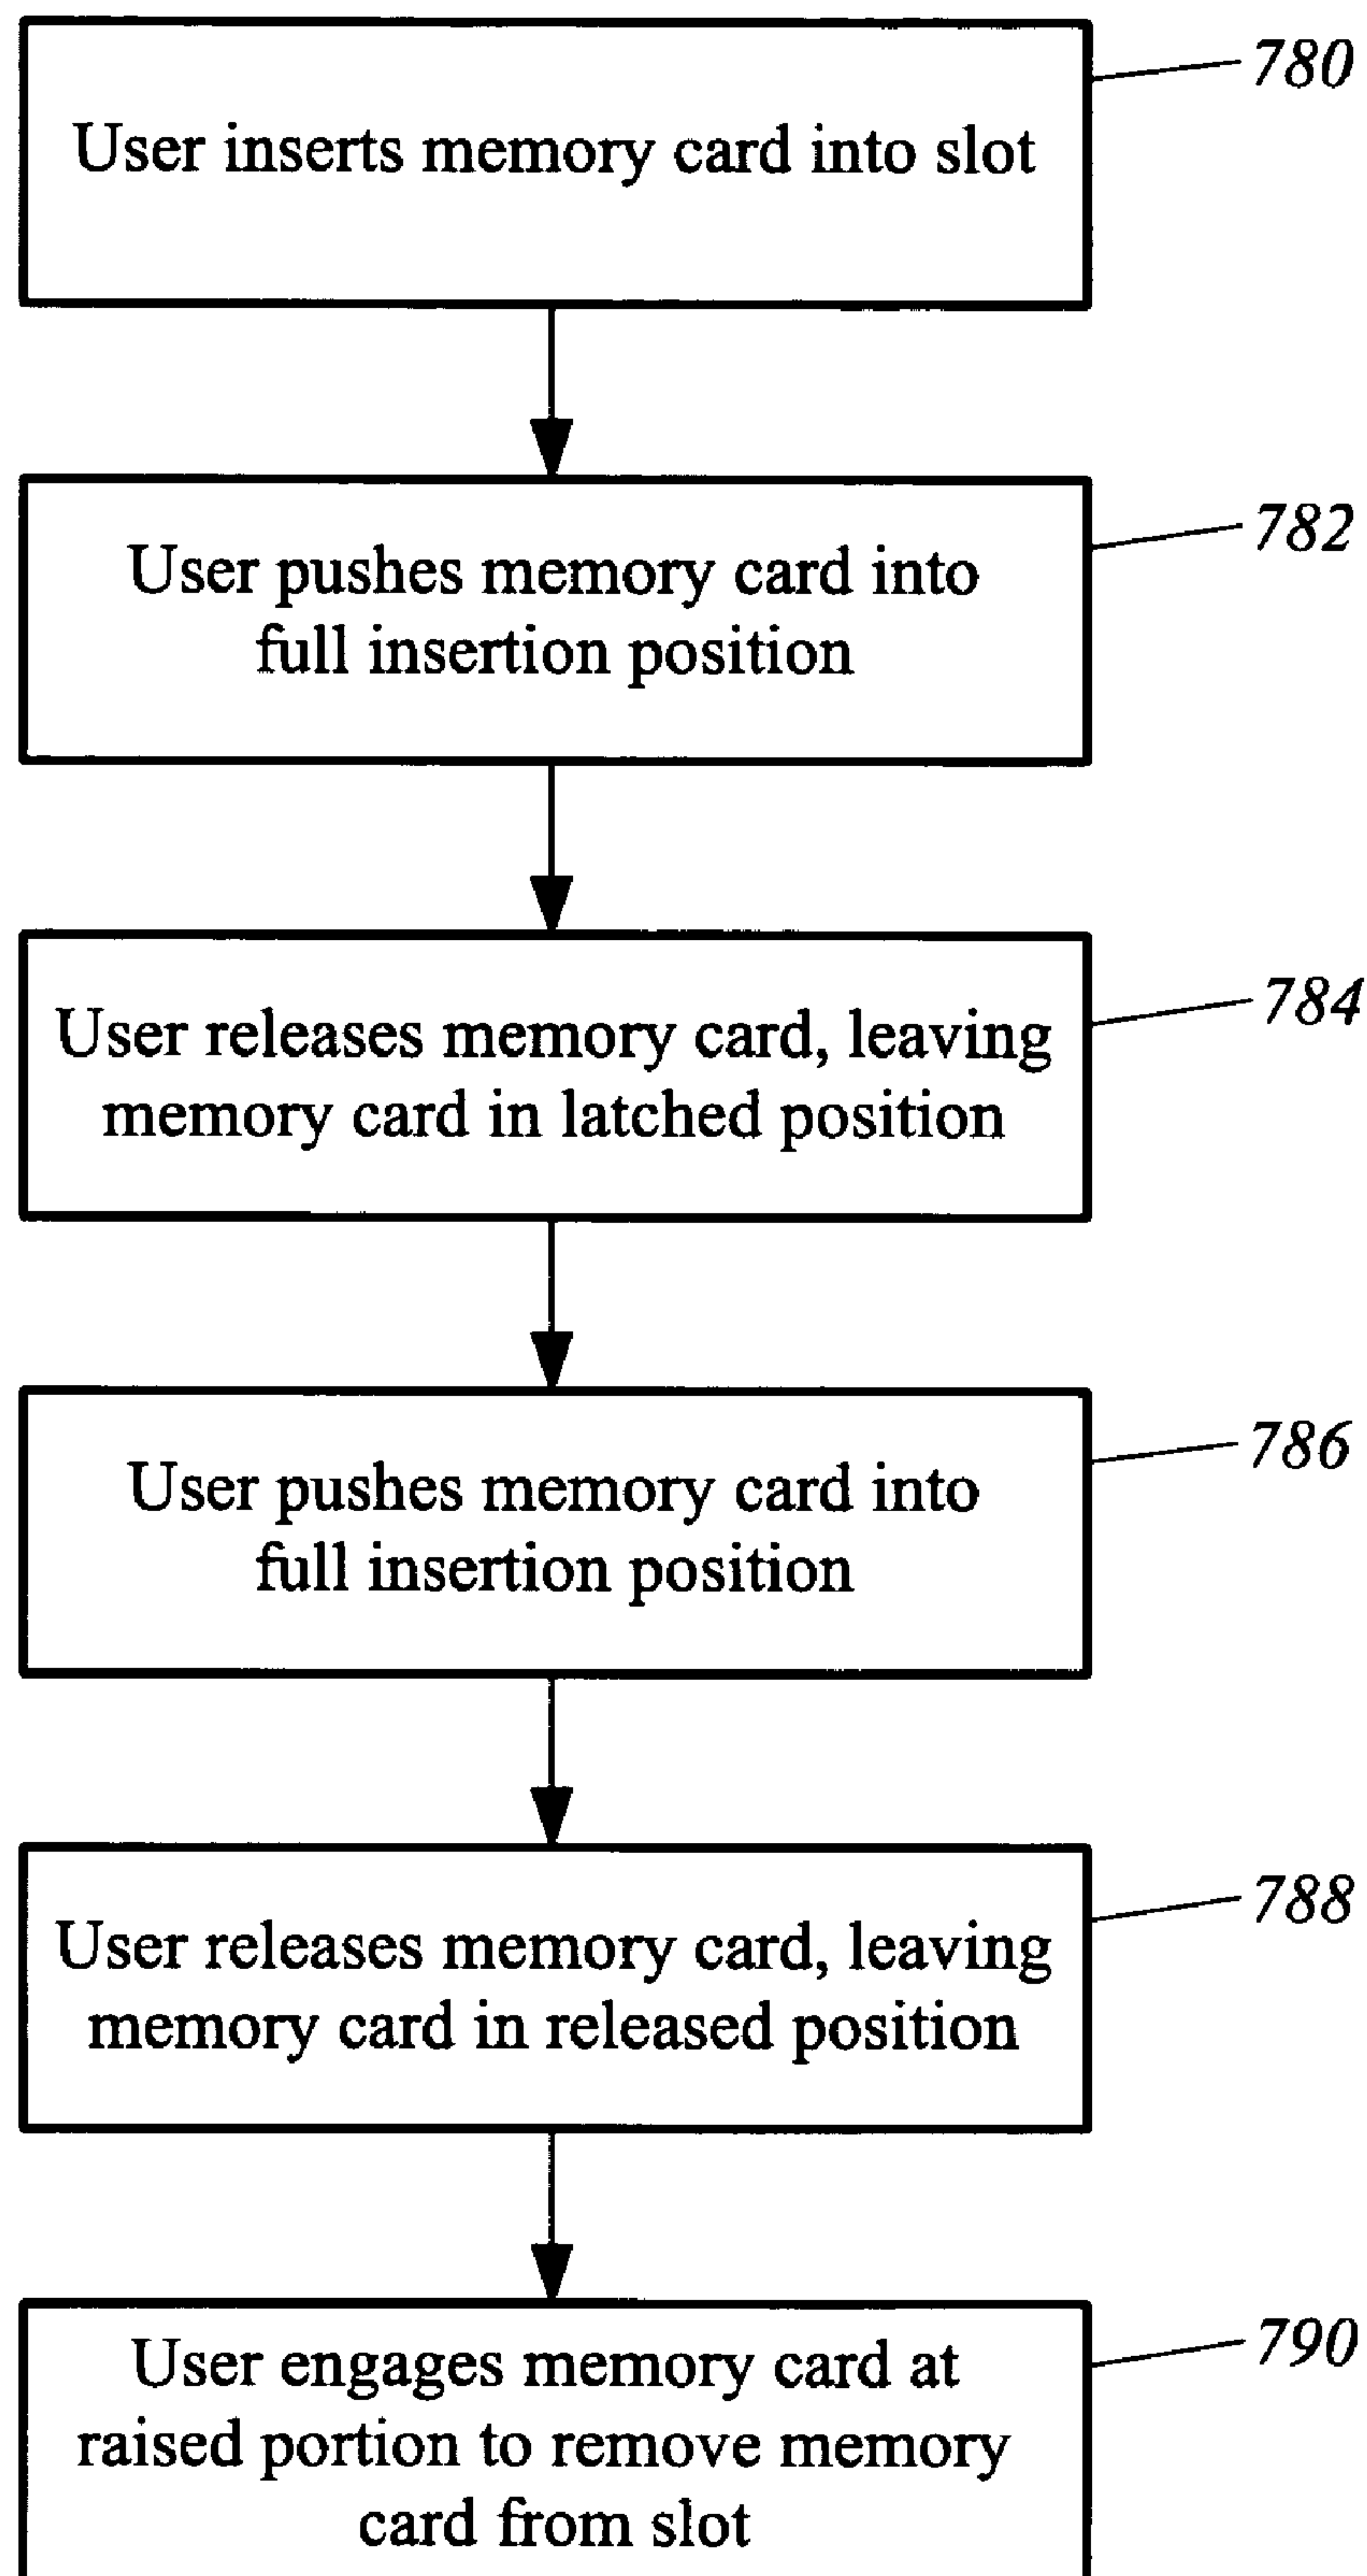 User inserts memory card into slot
780
User pushes memory card into
full insertion position
782
User releases memory card, leaving
memory card in latched position
784
User pushes memory card into
full insertion position
786
User releases memory card, leaving
memory card in released position
788
User engages memory card at
raised portion to remove memory
card from slot
790